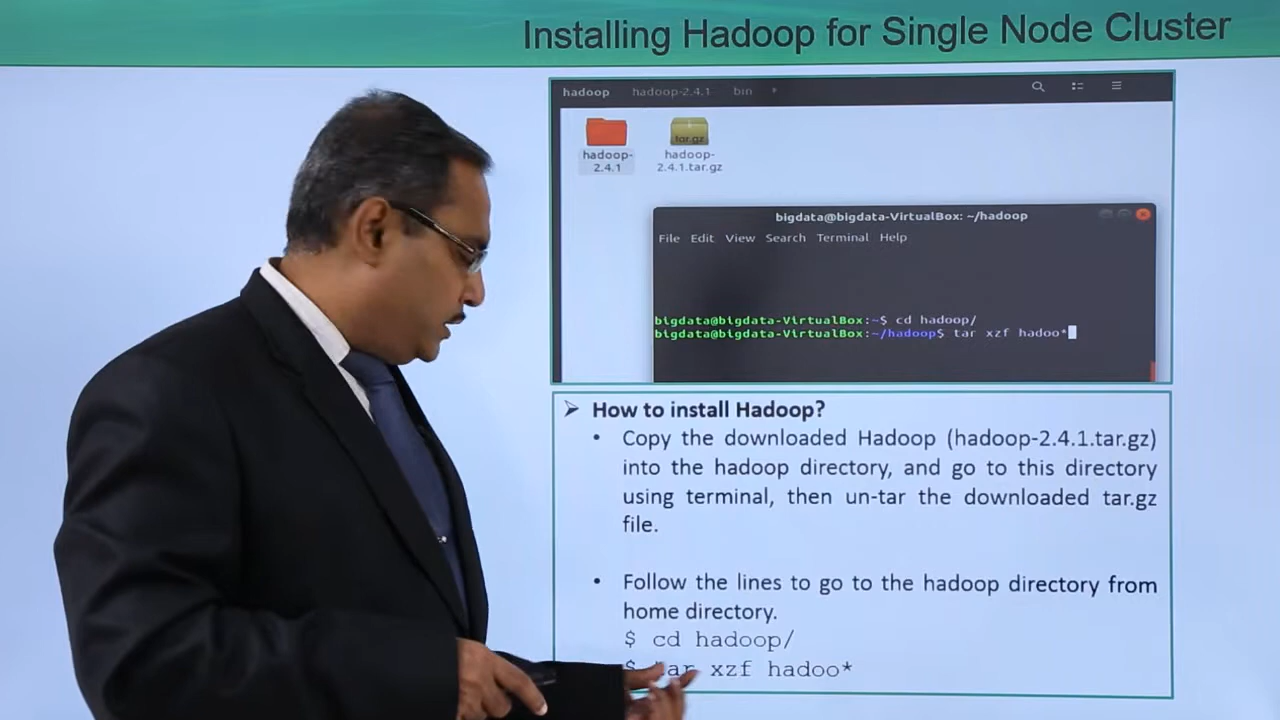 Installing Hadoop for Single Node Cluster
hadoop hadoop-2.4.1 bin
tar.gz
hadoop- hadoop-
2.4.1 2.4.1.tar.gz
bigdata@bigdata-VirtualBox: ~/hadoop
File Edit View Search Terminal Help
bigdata@bigdata-VirtualBox:~$ cd hadoop/
bigdata@bigdata-VirtualBox:~/hadoop$ tar xzf hadoo*
➢ How to install Hadoop?
• Copy the downloaded Hadoop (hadoop-2.4.1.tar.gz)
into the hadoop directory, and go to this directory
using terminal, then un-tar the downloaded tar.gz
file.
• Follow the lines to go to the hadoop directory from
home directory.
$ cd hadoop/
$ tar xzf hadoo*